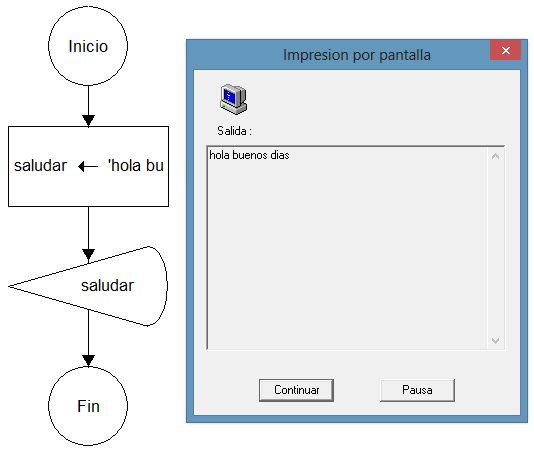 Inicio
saludar ← 'hola bu
saludar
Fin
Impresion por pantalla
Salida :
hola buenos dias
Continuar
Pausa